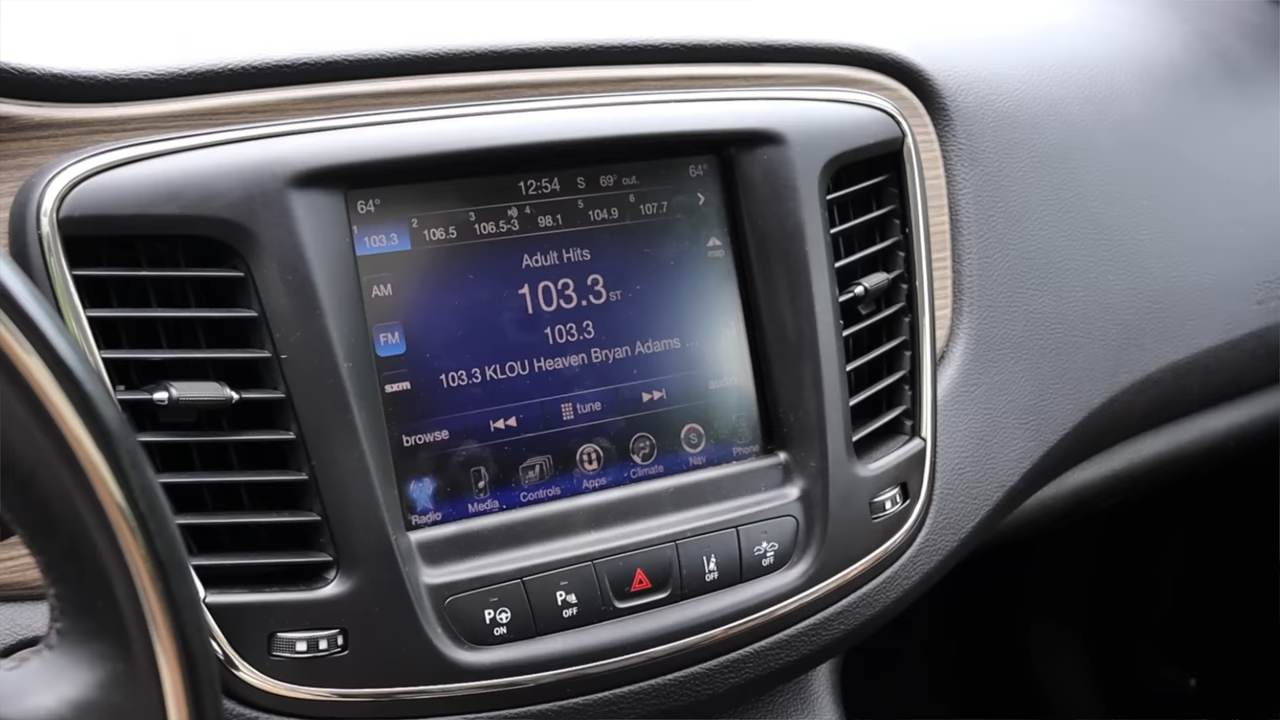 64° 12:54 S 69° out. 64°
1 103.3 2 106.5 3 106.5-3 4 98.1 5 104.9 6 107.7
Adult Hits
map
AM
103.3 ST
FM
103.3
103.3 KLOU Heaven Bryan Adams ...
sxm
audio
browse tune
Radio Media Controls Apps Climate S Nav Phone
P ON
P OFF
OFF
OFF